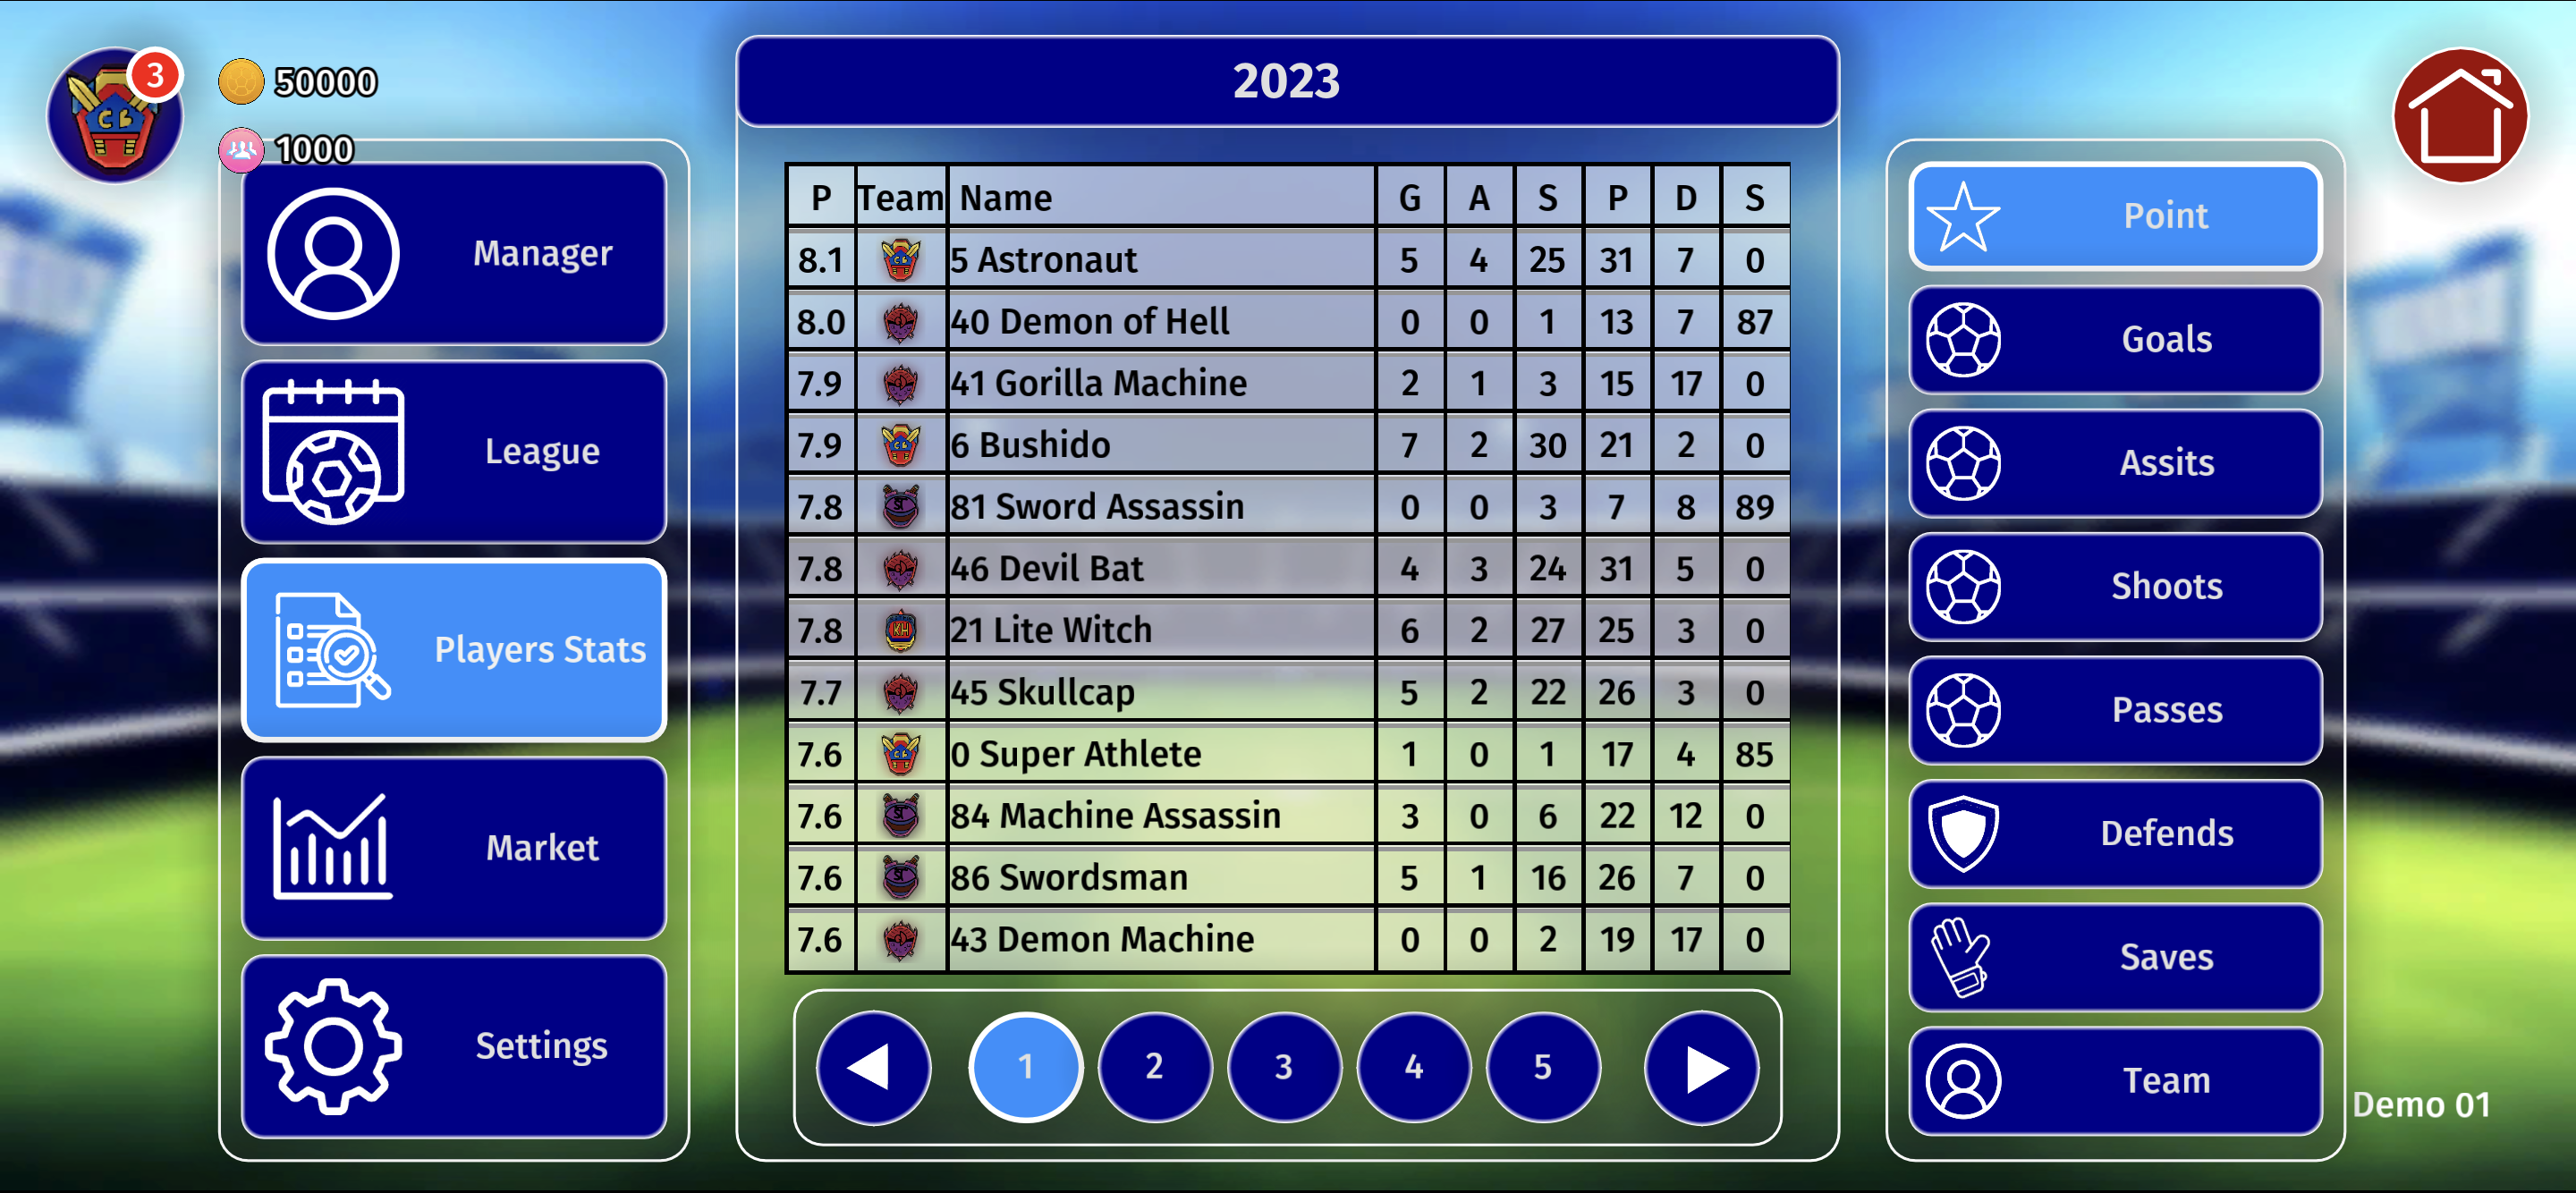 3
50000
1000
2023
Manager
League
Players Stats
Market
Settings
P Team Name G A S P D S
8.1 5 Astronaut 5 4 25 31 7 0
8.0 40 Demon of Hell 0 0 1 13 7 87
7.9 41 Gorilla Machine 2 1 3 15 17 0
7.9 6 Bushido 7 2 30 21 2 0
7.8 81 Sword Assassin 0 0 3 7 8 89
7.8 46 Devil Bat 4 3 24 31 5 0
7.8 KH 21 Lite Witch 6 2 27 25 3 0
7.7 45 Skullcap 5 2 22 26 3 0
7.6 0 Super Athlete 1 0 1 17 4 85
7.6 84 Machine Assassin 3 0 6 22 12 0
7.6 86 Swordsman 5 1 16 26 7 0
7.6 43 Demon Machine 0 0 2 19 17 0
1 2 3 4 5
Point
Goals
Assits
Shoots
Passes
Defends
Saves
Team
Demo 01